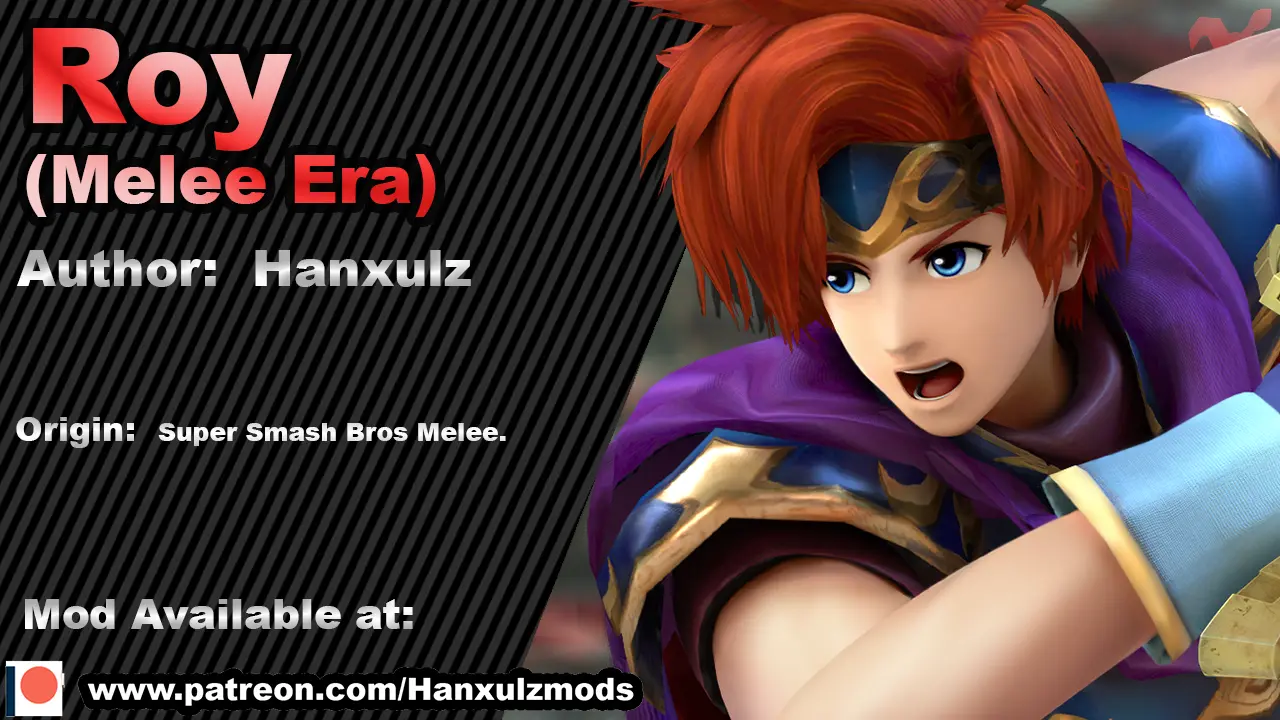 Roy
(Melee Era)
Author: Hanxulz
Origin: Super Smash Bros Melee.
Mod Available at:
www.patreon.com/Hanxulzmods